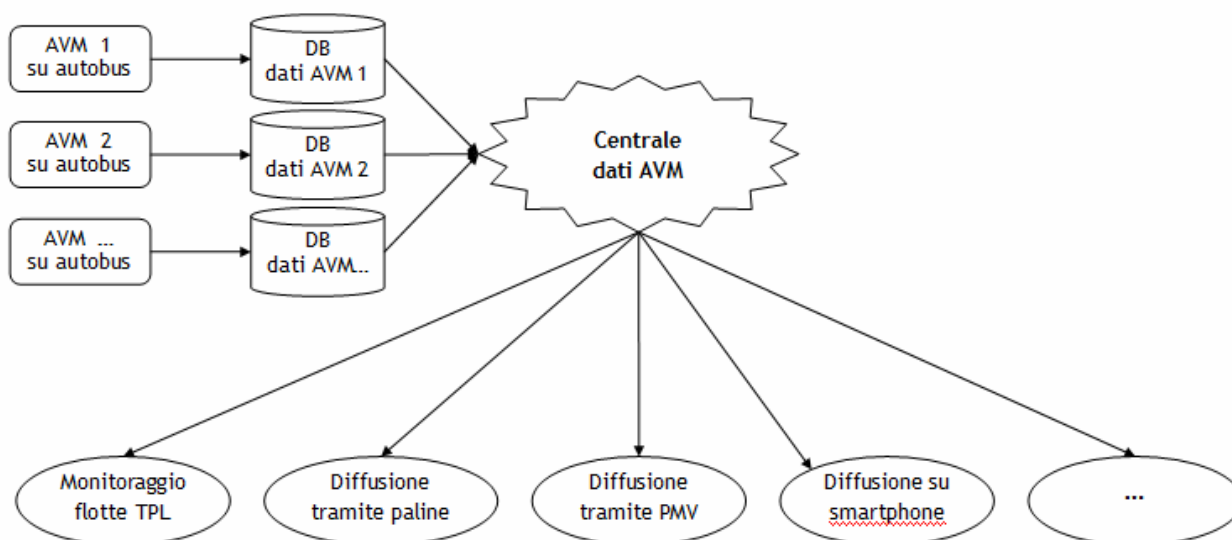 AVM 1
su autobus
DB
dati AVM 1
AVM 2
su autobus
DB
dati AVM 2
AVM ...
su autobus
DB
dati AVM...
Centrale
dati AVM
Monitoraggio
flotte TPL
Diffusione
tramite paline
Diffusione
tramite PMV
Diffusione su
smartphone
...